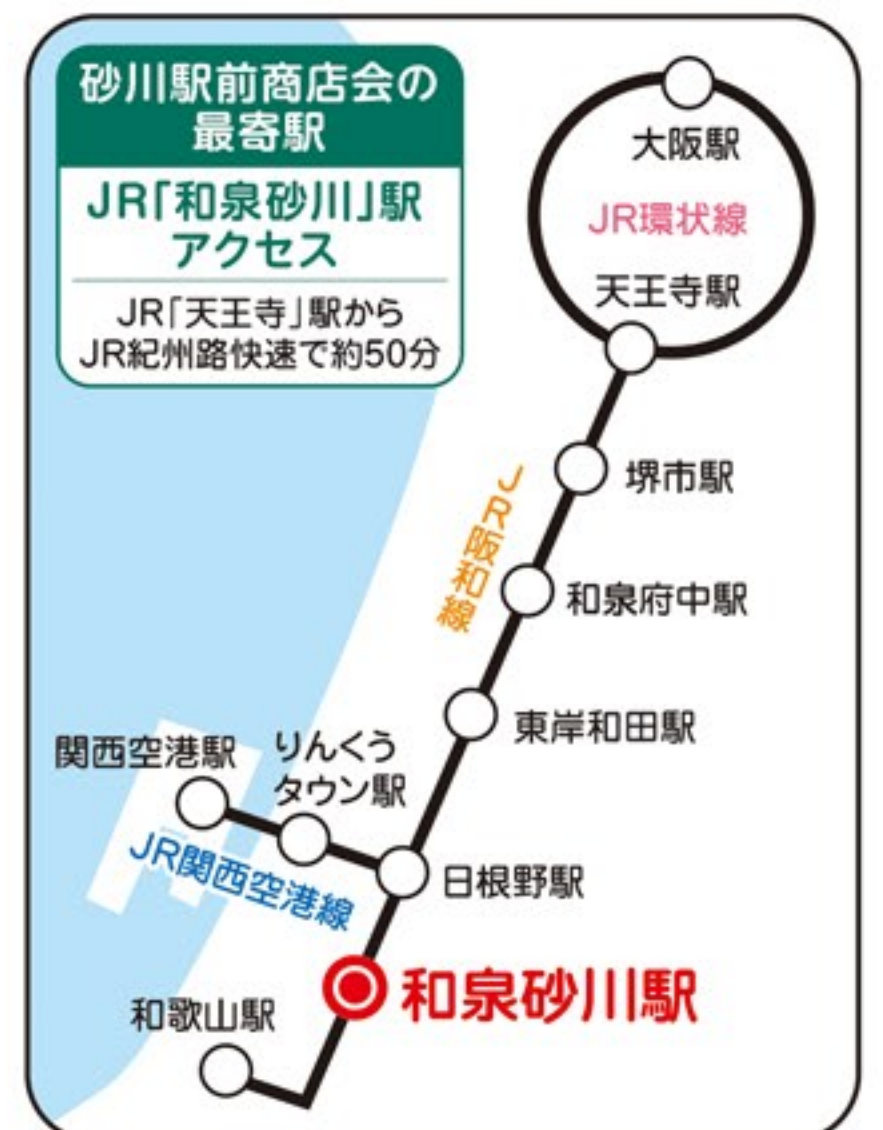 砂川駅前商店会の
最寄駅
JR「和泉砂川」駅
アクセス
JR「天王寺」駅から
JR紀州路快速で約50分
大阪駅
JR環状線
天王寺駅
堺市駅
JR阪和線
和泉府中駅
東岸和田駅
関西空港駅
りんくう
タウン駅
JR関西空港線
日根野駅
和泉砂川駅
和歌山駅